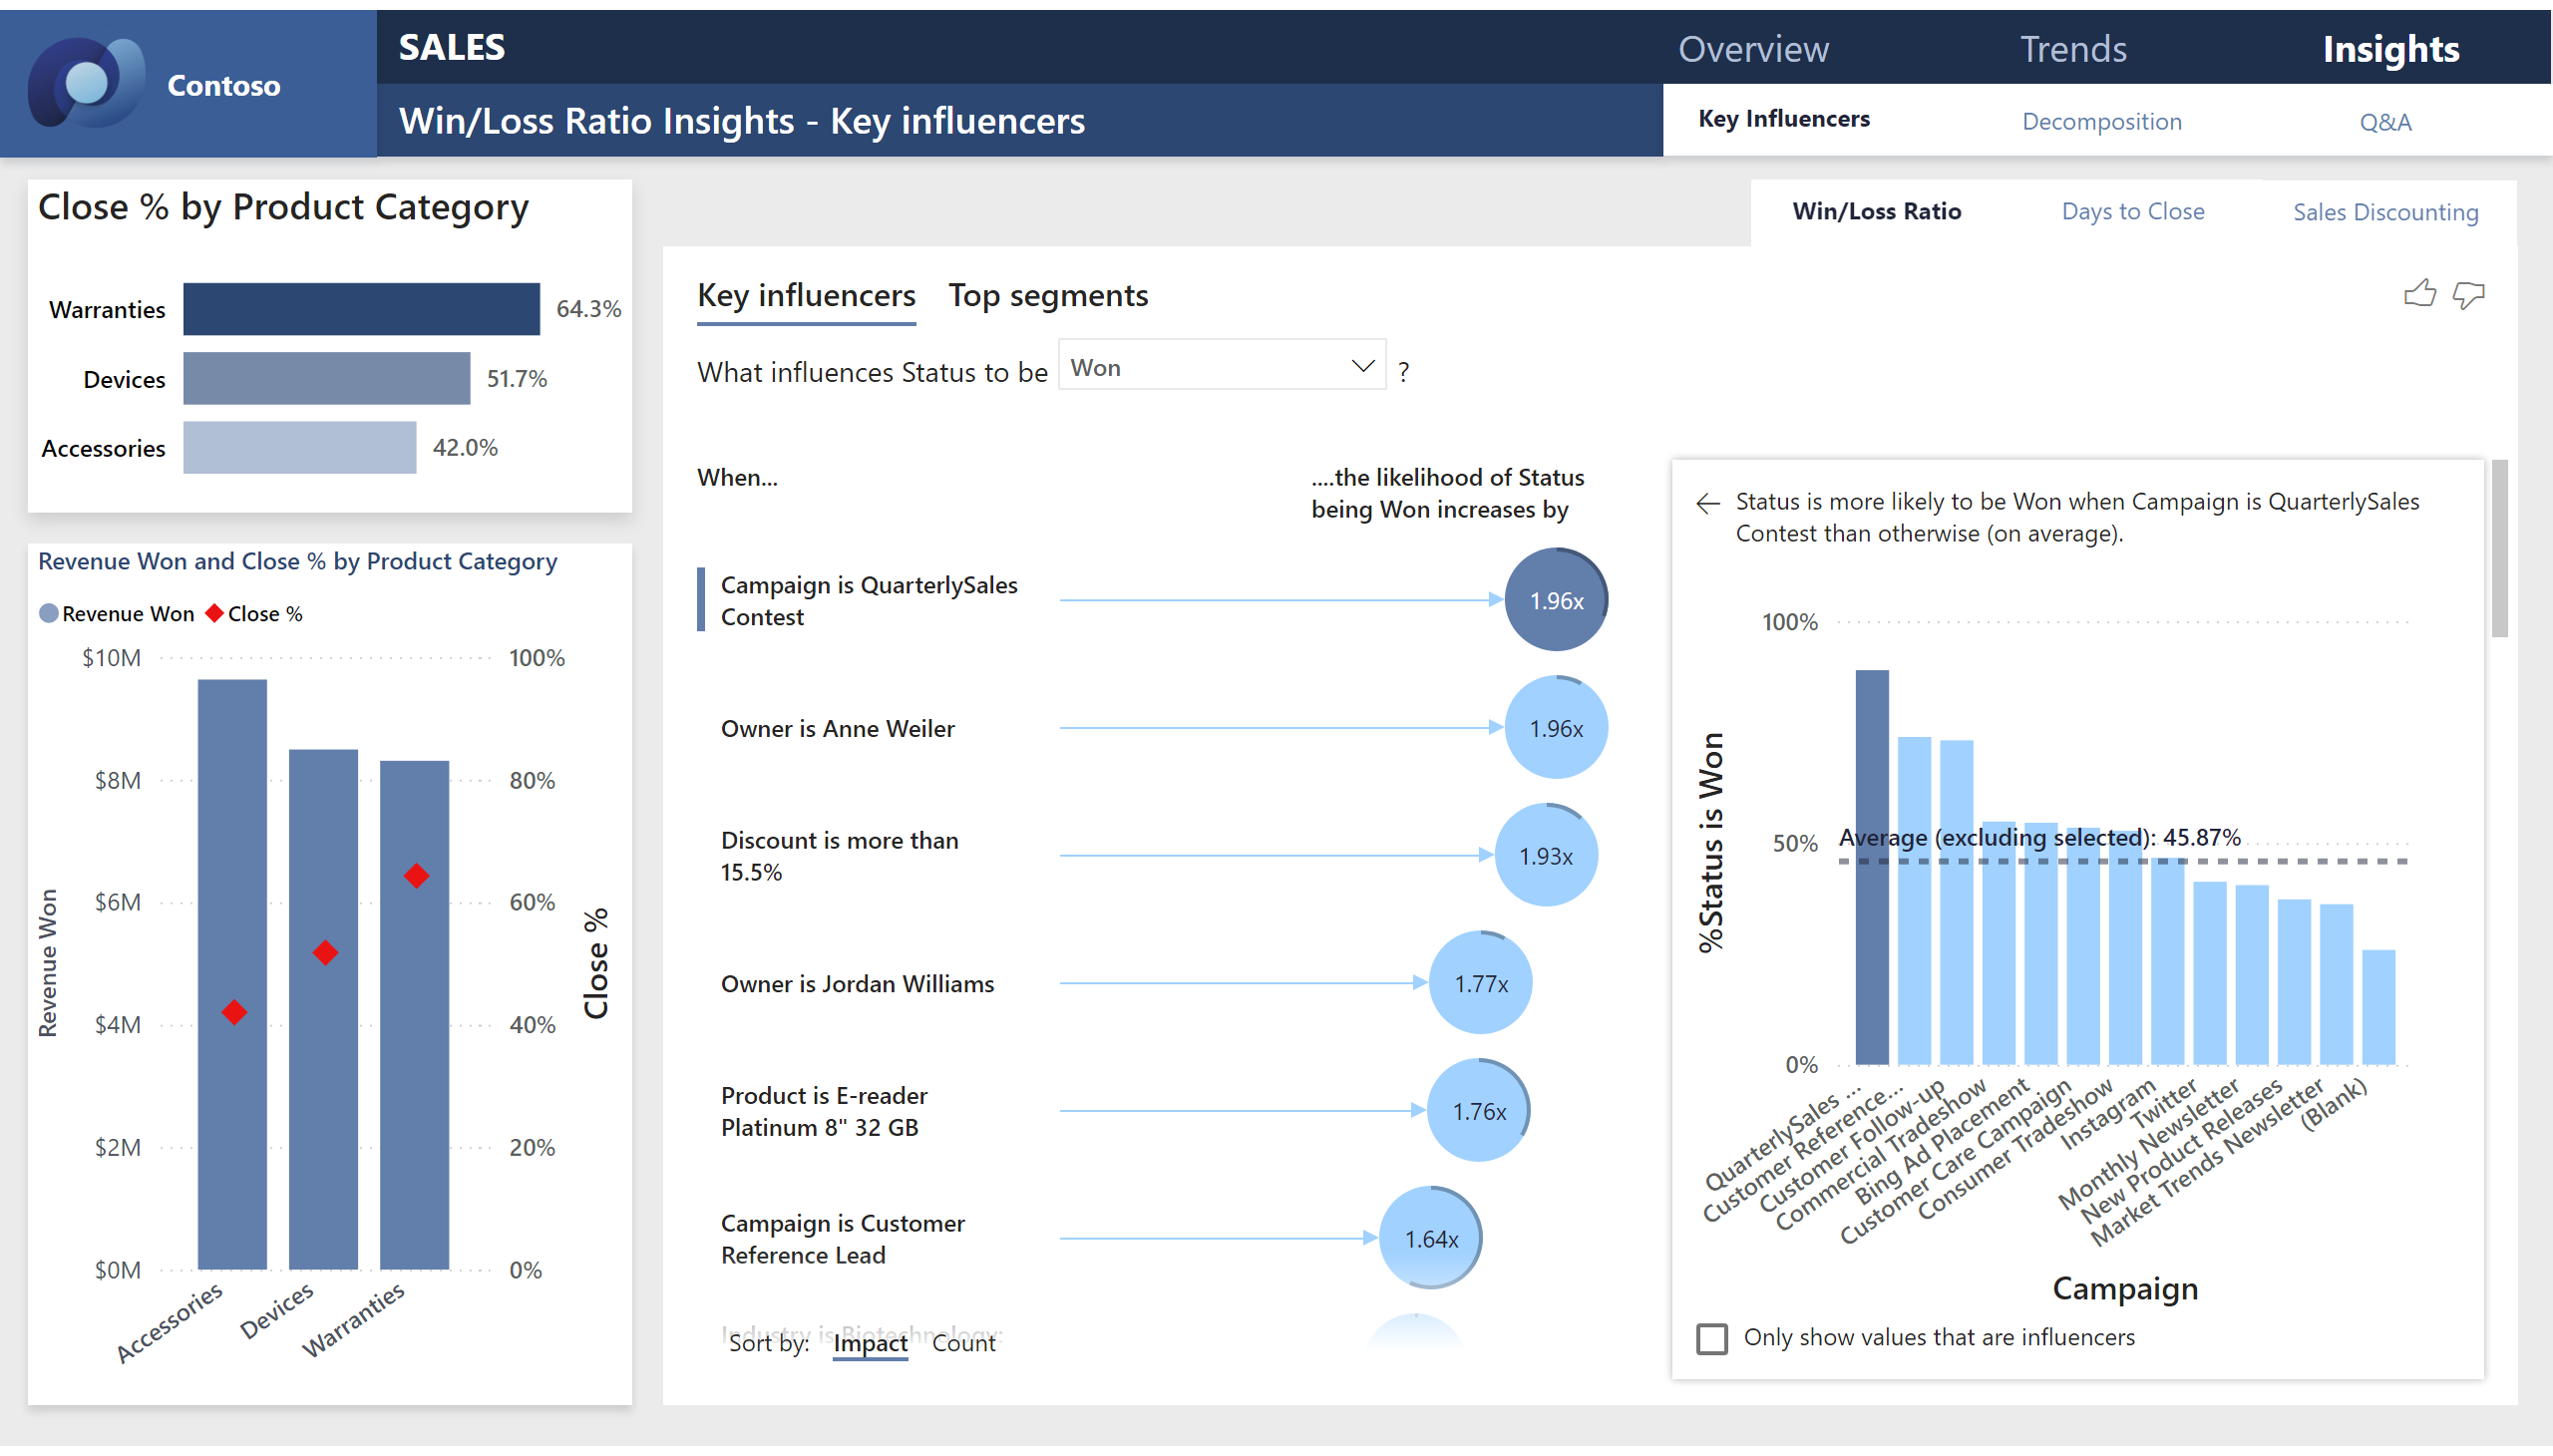 Contoso
SALES
Overview
Trends
Insights
Win/Loss Ratio Insights - Key influencers
Key Influencers
Decomposition
Q&A
Close % by Product Category
Warranties 64.3%
Devices 51.7%
Accessories 42.0%
Revenue Won and Close % by Product Category
Revenue Won Close %
$10M
$8M
$6M
$4M
$2M
$0M
Revenue Won
100%
80%
60%
40%
20%
0%
Close %
Accessories
Devices
Warranties
Win/Loss Ratio
Days to Close
Sales Discounting
Key influencers
Top segments
What influences Status to be Won ?
When...
....the likelihood of Status
being Won increases by
Campaign is QuarterlySales
Contest
1.96x
Owner is Anne Weiler
1.96x
Discount is more than
15.5%
1.93x
Owner is Jordan Williams
1.77x
Product is E-reader
Platinum 8" 32 GB
1.76x
Campaign is Customer
Reference Lead
1.64x
Industry is Biotechnology:
Sort by: Impact Count
Status is more likely to be Won when Campaign is QuarterlySales
Contest than otherwise (on average).
100%
50%
0%
%Status is Won
Average (excluding selected): 45.87%
QuarterlySales ...
Customer Reference...
Customer Follow-up
Commercial Tradeshow
Bing Ad Placement
Customer Care Campaign
Consumer Tradeshow
Instagram
Twitter
Monthly Newsletter
New Product Releases
Market Trends Newsletter
(Blank)
Campaign
Only show values that are influencers